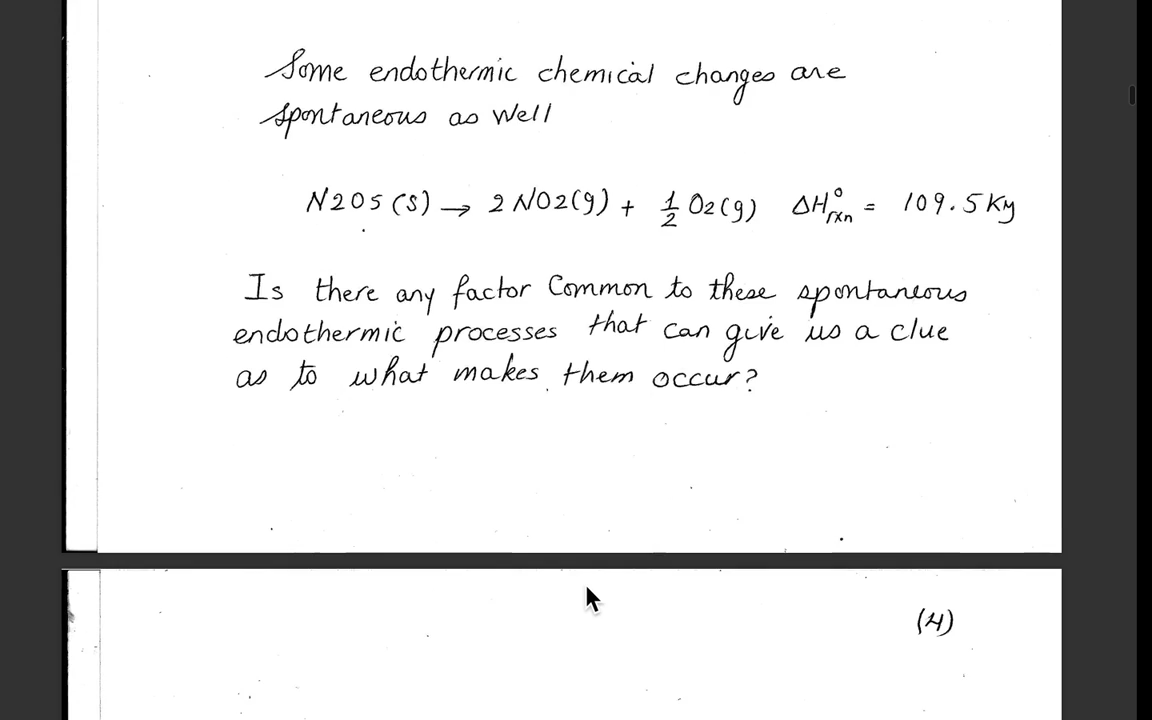 Some endothermic chemical changes are
spontaneous as well
N2O5(s) → 2 NO2(g) + 1/2 O2(g) ΔH°rxn = 109.5 KJ
Is there any factor Common to these spontaneous
endothermic processes that can give us a clue
as to what makes them occur?
(4)